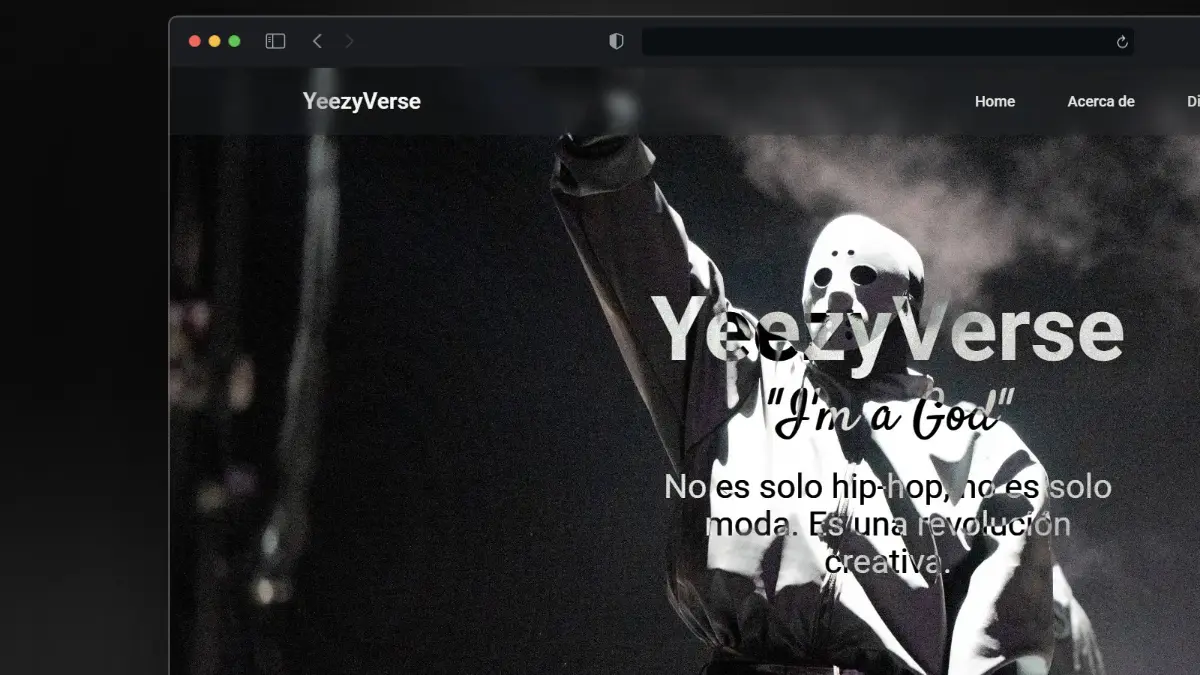 YeezyVerse
Home
Acerca de
YeezyVerse
"I'm a God"
No es solo hip-hop, no es solo
moda. Es una revolución
creativa.